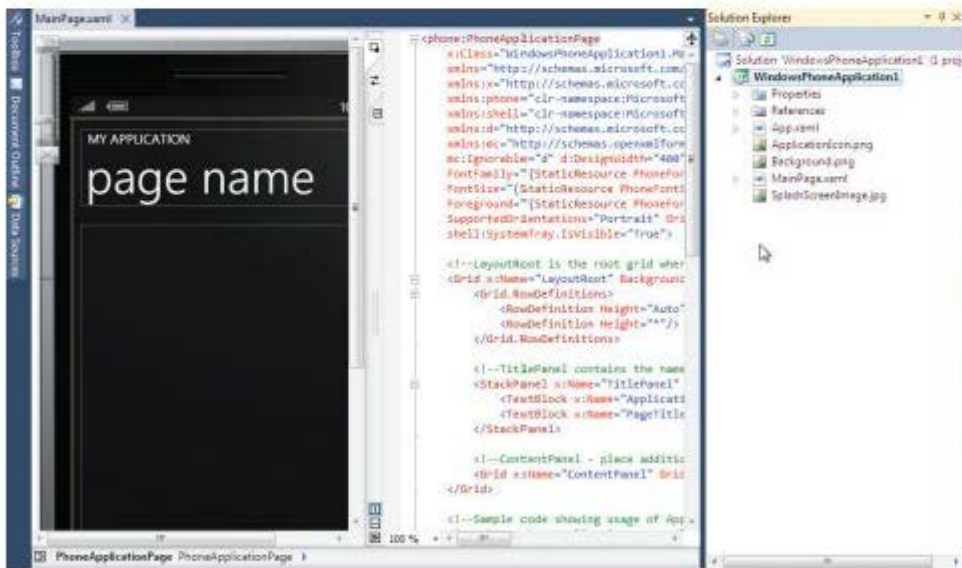 MainPage.xaml
Toolbox
Document Outline
Data Sources
MY APPLICATION
page name
<phone:PhoneApplicationPage
x:Class="WindowsPhoneApplication1.Ma
xmlns="http://schemas.microsoft.com/
xmlns:x="http://schemas.microsoft.co
xmlns:phone="clr-namespace:Microsoft
xmlns:shell="clr-namespace:Microsoft
xmlns:d="http://schemas.microsoft.co
xmlns:mc="http://schemas.openxmlform
mc:Ignorable="d" d:DesignWidth="480"
FontFamily="{StaticResource PhoneFon
FontSize="{StaticResource PhoneFontS
Foreground="{StaticResource PhoneFor
SupportedOrientations="Portrait" Ori
shell:SystemTray.IsVisible="True">
<!--LayoutRoot is the root grid wher
<Grid x:Name="LayoutRoot" Background
<Grid.RowDefinitions>
<RowDefinition Height="Auto"
<RowDefinition Height="*"/>
</Grid.RowDefinitions>
<!--TitlePanel contains the name
<StackPanel x:Name="TitlePanel"
<TextBlock x:Name="Applicati
<TextBlock x:Name="PageTitle
</StackPanel>
<!--ContentPanel - place additio
<Grid x:Name="ContentPanel" Grid
</Grid>
<!--Sample code showing usage of App
100 %
PhoneApplicationPage PhoneApplicationPage
Solution Explorer
Solution 'WindowsPhoneApplication1' (1 proj
WindowsPhoneApplication1
Properties
References
App.xaml
ApplicationIcon.png
Background.png
MainPage.xaml
SplashScreenImage.jpg